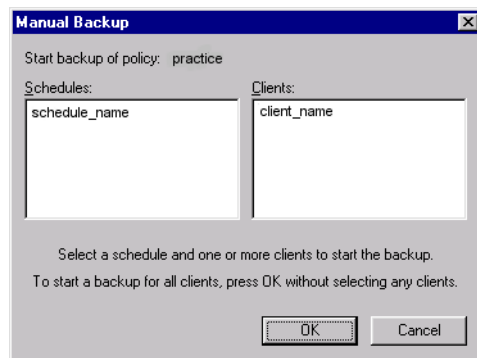 Manual Backup
Start backup of policy: practice
Schedules:
Clients:
schedule_name
client_name
Select a schedule and one or more clients to start the backup.
To start a backup for all clients, press OK without selecting any clients.
OK
Cancel